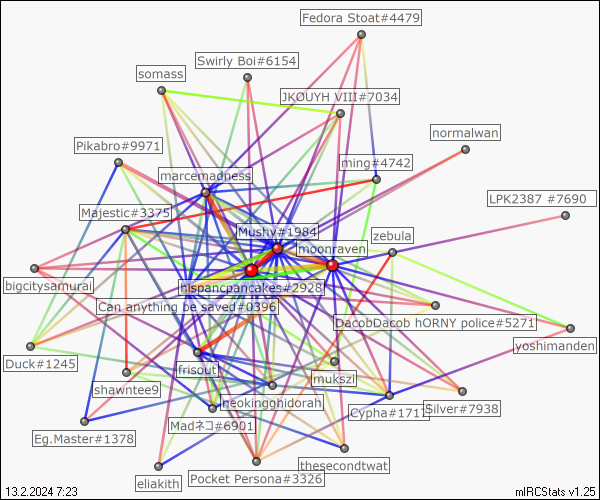 Fedora Stoat#4479
Swirly Boi#6154
somass
JKOUYH VIII#7034
normalwan
Pikabro#9971
ming#4742
marcemadness
LPK2387 #7690
Majestic#3375
Mushy#1984
zebula
moonraven
bigcitysamurai
hispancpancakes#2928
Can anything be saved#0396
DacobDacob hORNY police#5271
yoshimanden
Duck#1245
frisout
mukszi
shawntee9
neokingghidorah
Cypha#1717
Silver#7938
Madネコ#6901
Eg.Master#1378
thesecondtwat
Pocket Persona#3326
eliakith
13.2.2024 7:23
mIRCStats v1.25